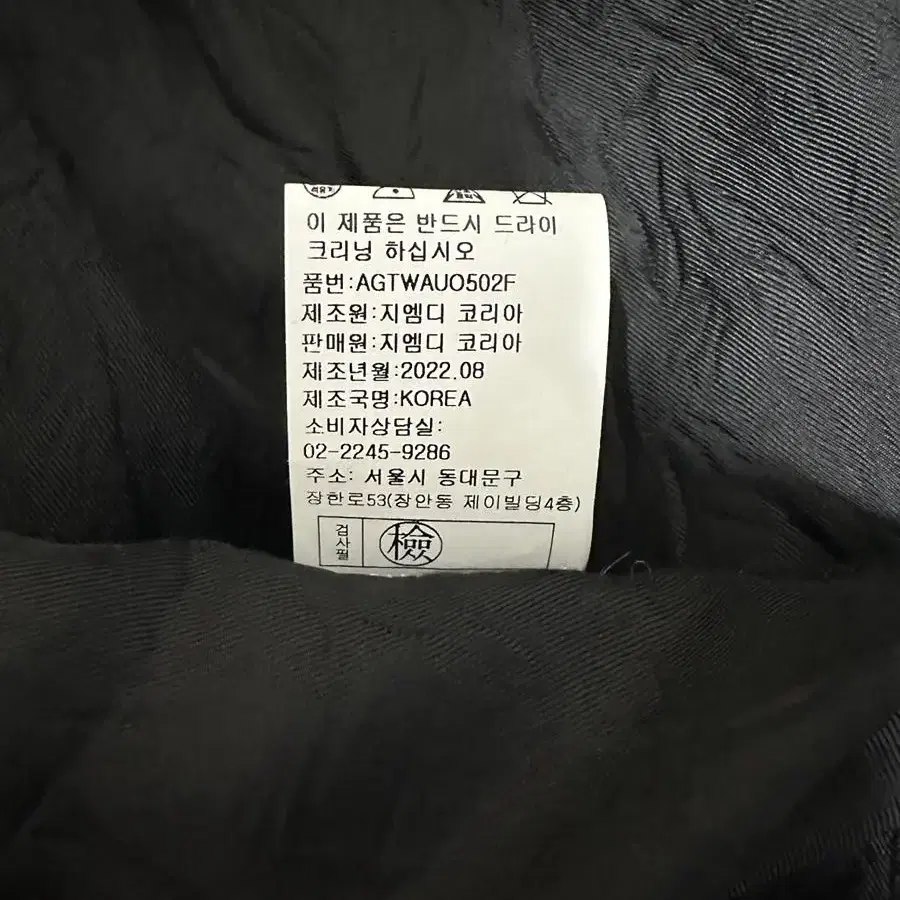 이 제품은 반드시 드라이
크리닝 하십시오
품번:AGTWAUO502F
제조원:지엠디 코리아
판매원:지엠디 코리아
제조년월:2022.08
제조국명:KOREA
소비자상담실:
02-2245-9286
주소: 서울시 동대문구
장한로53(장안동 제이빌딩4층)
검사필 檢